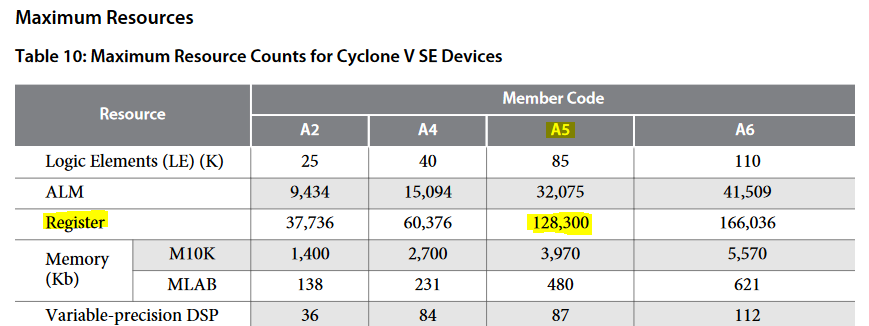 Maximum Resources
Table 10: Maximum Resource Counts for Cyclone V SE Devices
Resource Member Code
A2 A4 A5 A6
Logic Elements (LE) (K) 25 40 85 110
ALM 9,434 15,094 32,075 41,509
Register 37,736 60,376 128,300 166,036
Memory (Kb) M10K 1,400 2,700 3,970 5,570
MLAB 138 231 480 621
Variable-precision DSP 36 84 87 112